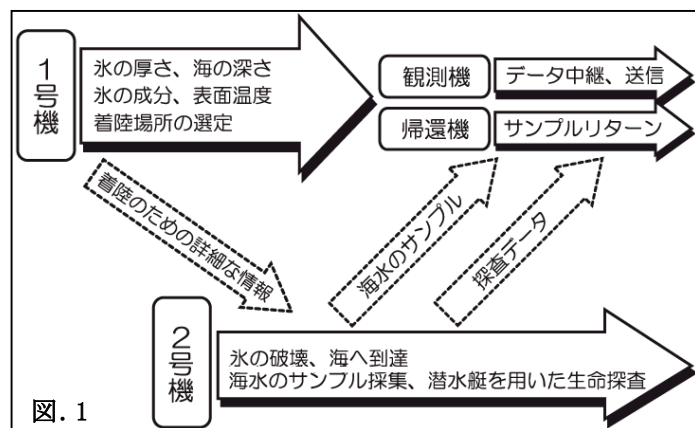 1号機
氷の厚さ、海の深さ
氷の成分、表面温度
着陸場所の選定
観測機
データ中継、送信
帰還機
サンプルリターン
着陸のための詳細な情報
海水のサンプル
探査データ
2号機
氷の破壊、海へ到達
海水のサンプル採集、潜水艇を用いた生命探査
図.1